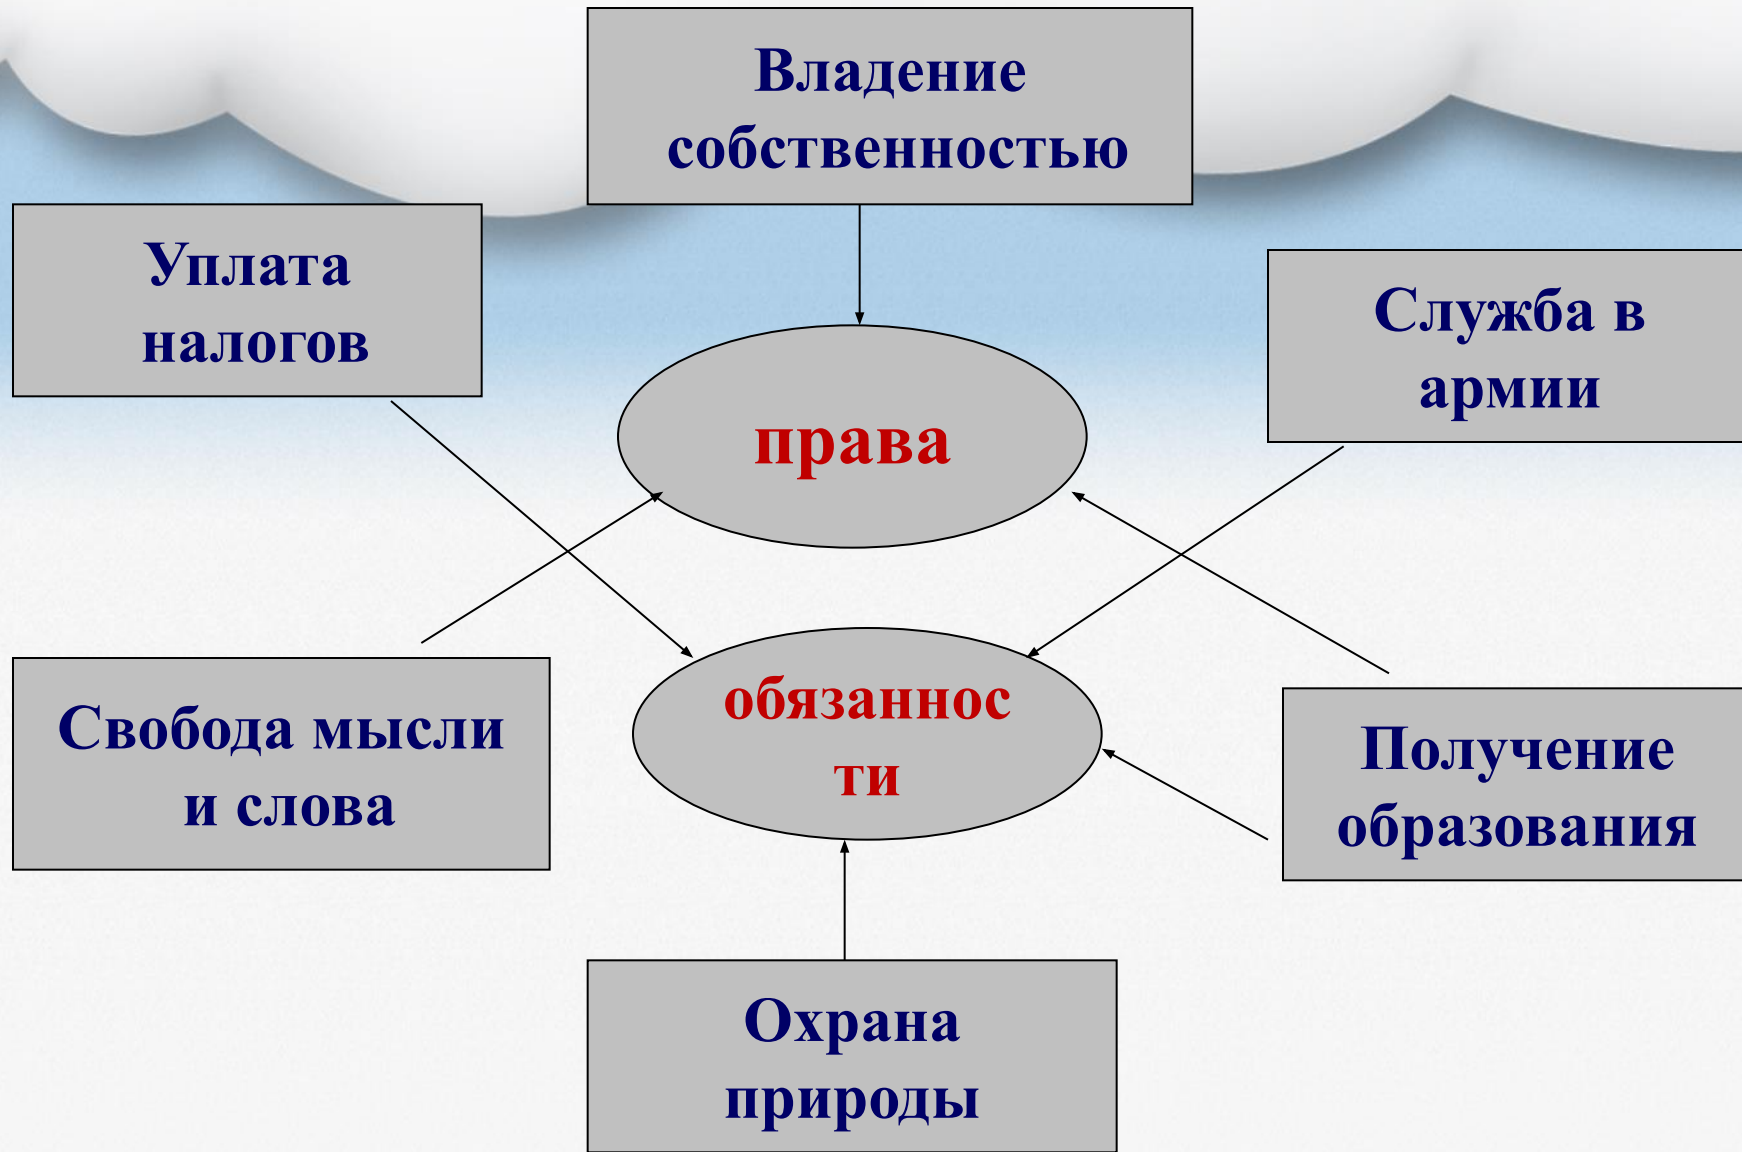 Владение
собственностью
Уплата
налогов
Служба в
армии
права
Свобода мысли
и слова
обязаннос
ти
Получение
образования
Охрана
природы